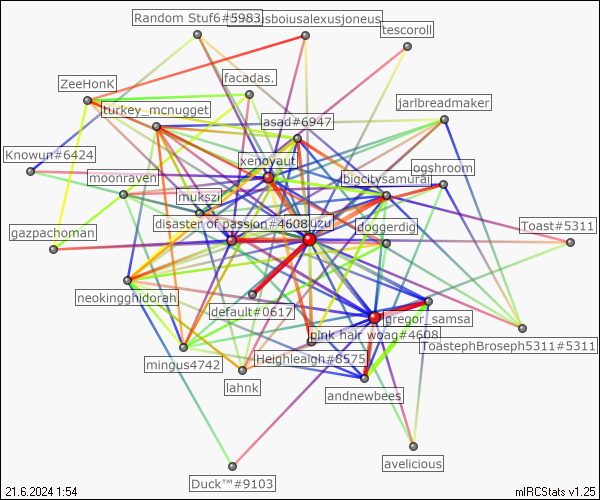 Random Stuf6#5983
usboiusalexusjoneus
tescoroll
ZeeHonK
facadas.
turkey_mcnugget
jarlbreadmaker
asad#6947
Knowun#6424
xenoyaut
moonraven
bigcitysamurai
ogshroom
mukszi
gazpachoman
disaster of passion#4608
uzu
doggerdig
Toast#5311
neokingghidorah
default#0617
gregor_samsa
pink hair woag#4608
ToastephBroseph5311#5311
mingus4742
Heighleaigh#8575
lahnk
andnewbees
avelicious
Duck™#9103
21.6.2024 1:54
mIRCStats v1.25